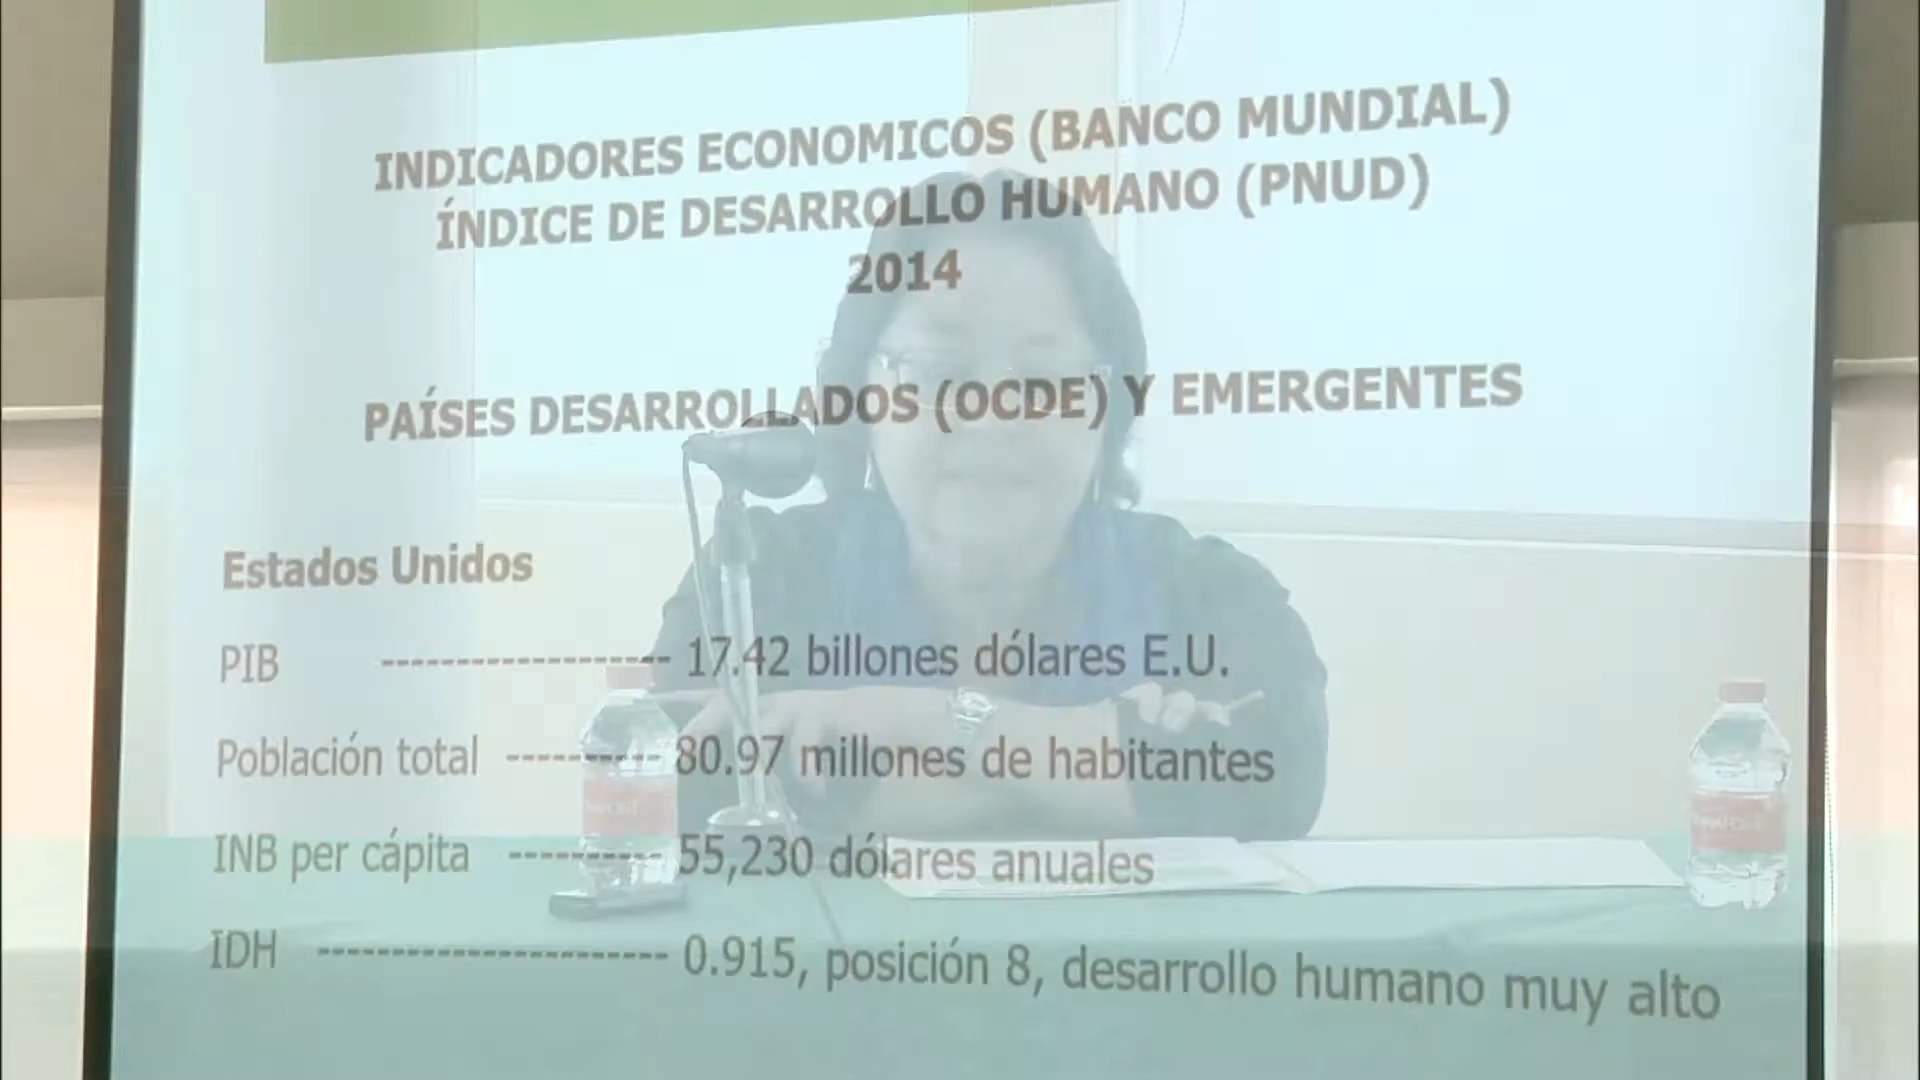 INDICADORES ECONOMICOS (BANCO MUNDIAL)
ÍNDICE DE DESARROLLO HUMANO (PNUD)
2014
PAÍSES DESARROLLADOS (OCDE) Y EMERGENTES
Estados Unidos
PIB ------------------- 17.42 billones dólares E.U.
Población total ---------- 80.97 millones de habitantes
INB per cápita ---------- 55,230 dólares anuales
IDH ----------------------- 0.915, posición 8, desarrollo humano muy alto